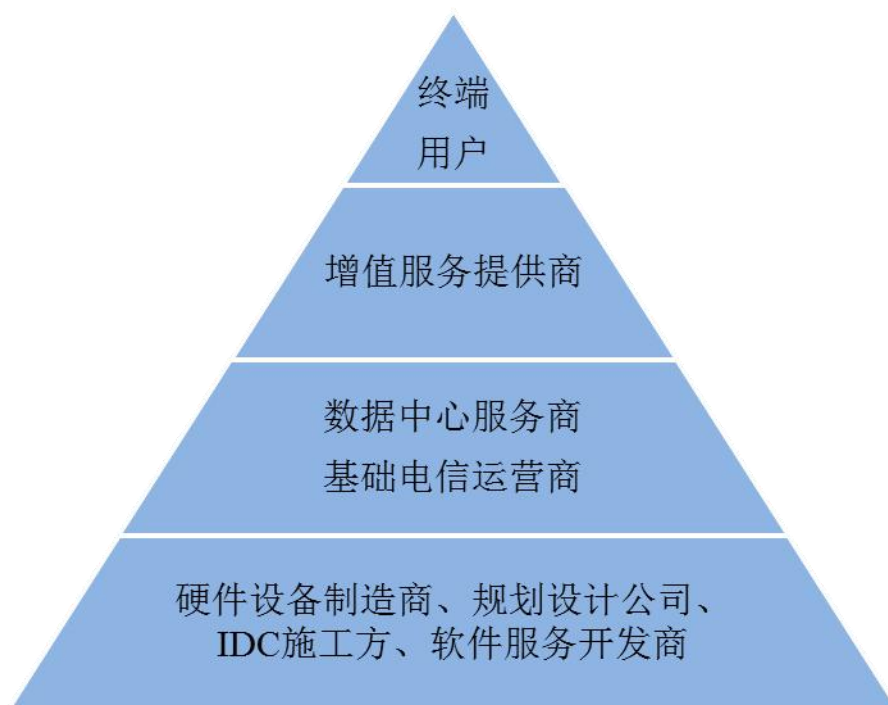 终端
用户
增值服务提供商
数据中心服务商
基础电信运营商
硬件设备制造商、规划设计公司、
IDC施工方、软件服务开发商